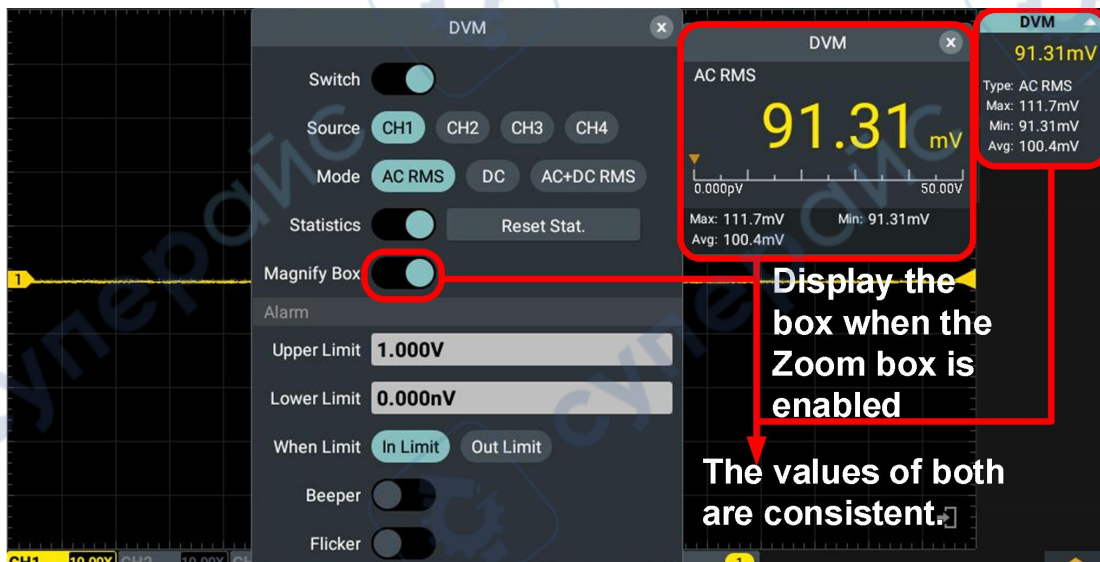 DVM
Switch
Source CH1 CH2 CH3 CH4
Mode AC RMS DC AC+DC RMS
Statistics Reset Stat.
Magnify Box
Alarm
Upper Limit 1.000V
Lower Limit 0.000nV
When Limit In Limit Out Limit
Beeper
Flicker
DVM
AC RMS
91.31 mV
0.000pV 50.00V
Max: 111.7mV Min: 91.31mV
Avg: 100.4mV
DVM
91.31mV
Type: AC RMS
Max: 111.7mV
Min: 91.31mV
Avg: 100.4mV
Display the
box when the
Zoom box is
enabled
The values of both
are consistent.
1
CH1 10.00X CH2 10.00X CH
1
суперайс
суперайс
суперайс